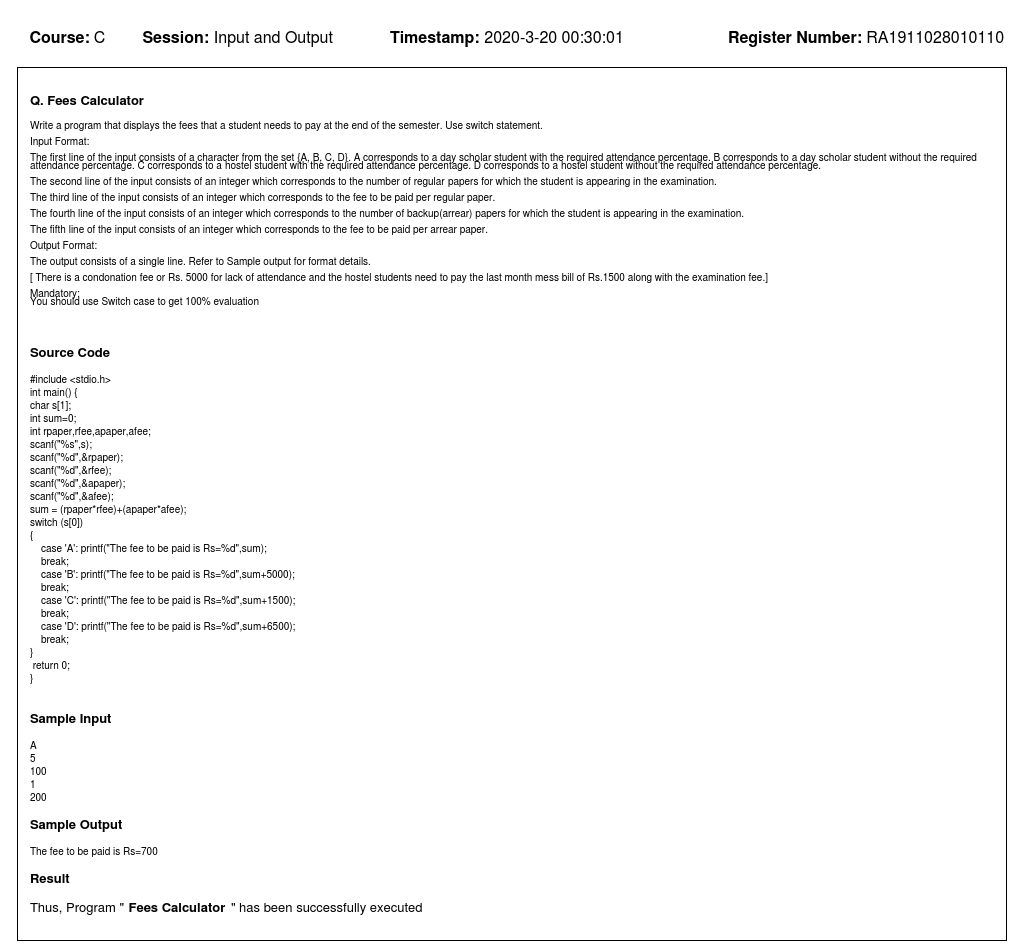 Course: C Session: Input and Output Timestamp: 2020-3-20 00:30:01 Register Number: RA1911028010110
Q. Fees Calculator
Write a program that displays the fees that a student needs to pay at the end of the semester. Use switch statement.
Input Format:
The first line of the input consists of a character from the set {A, B, C, D}. A corresponds to a day scholar student with the required attendance percentage. B corresponds to a day scholar student without the required
attendance percentage. C corresponds to a hostel student with the required attendance percentage. D corresponds to a hostel student without the required attendance percentage.
The second line of the input consists of an integer which corresponds to the number of regular papers for which the student is appearing in the examination.
The third line of the input consists of an integer which corresponds to the fee to be paid per regular paper.
The fourth line of the input consists of an integer which corresponds to the number of backup(arrear) papers for which the student is appearing in the examination.
The fifth line of the input consists of an integer which corresponds to the fee to be paid per arrear paper.
Output Format:
The output consists of a single line. Refer to Sample output for format details.
[ There is a condonation fee or Rs. 5000 for lack of attendance and the hostel students need to pay the last month mess bill of Rs.1500 along with the examination fee.]
Mandatory:
You should use Switch case to get 100% evaluation
Source Code
#include <stdio.h>
int main() {
char s[1];
int sum=0;
int rpaper,rfee,apaper,afee;
scanf("%s",s);
scanf("%d",&rpaper);
scanf("%d",&rfee);
scanf("%d",&apaper);
scanf("%d",&afee);
sum = (rpaper*rfee)+(apaper*afee);
switch (s[0])
{
    case 'A': printf("The fee to be paid is Rs=%d",sum);
    break;
    case 'B': printf("The fee to be paid is Rs=%d",sum+5000);
    break;
    case 'C': printf("The fee to be paid is Rs=%d",sum+1500);
    break;
    case 'D': printf("The fee to be paid is Rs=%d",sum+6500);
    break;
}
 return 0;
}
Sample Input
A
5
100
1
200
Sample Output
The fee to be paid is Rs=700
Result
Thus, Program " Fees Calculator " has been successfully executed